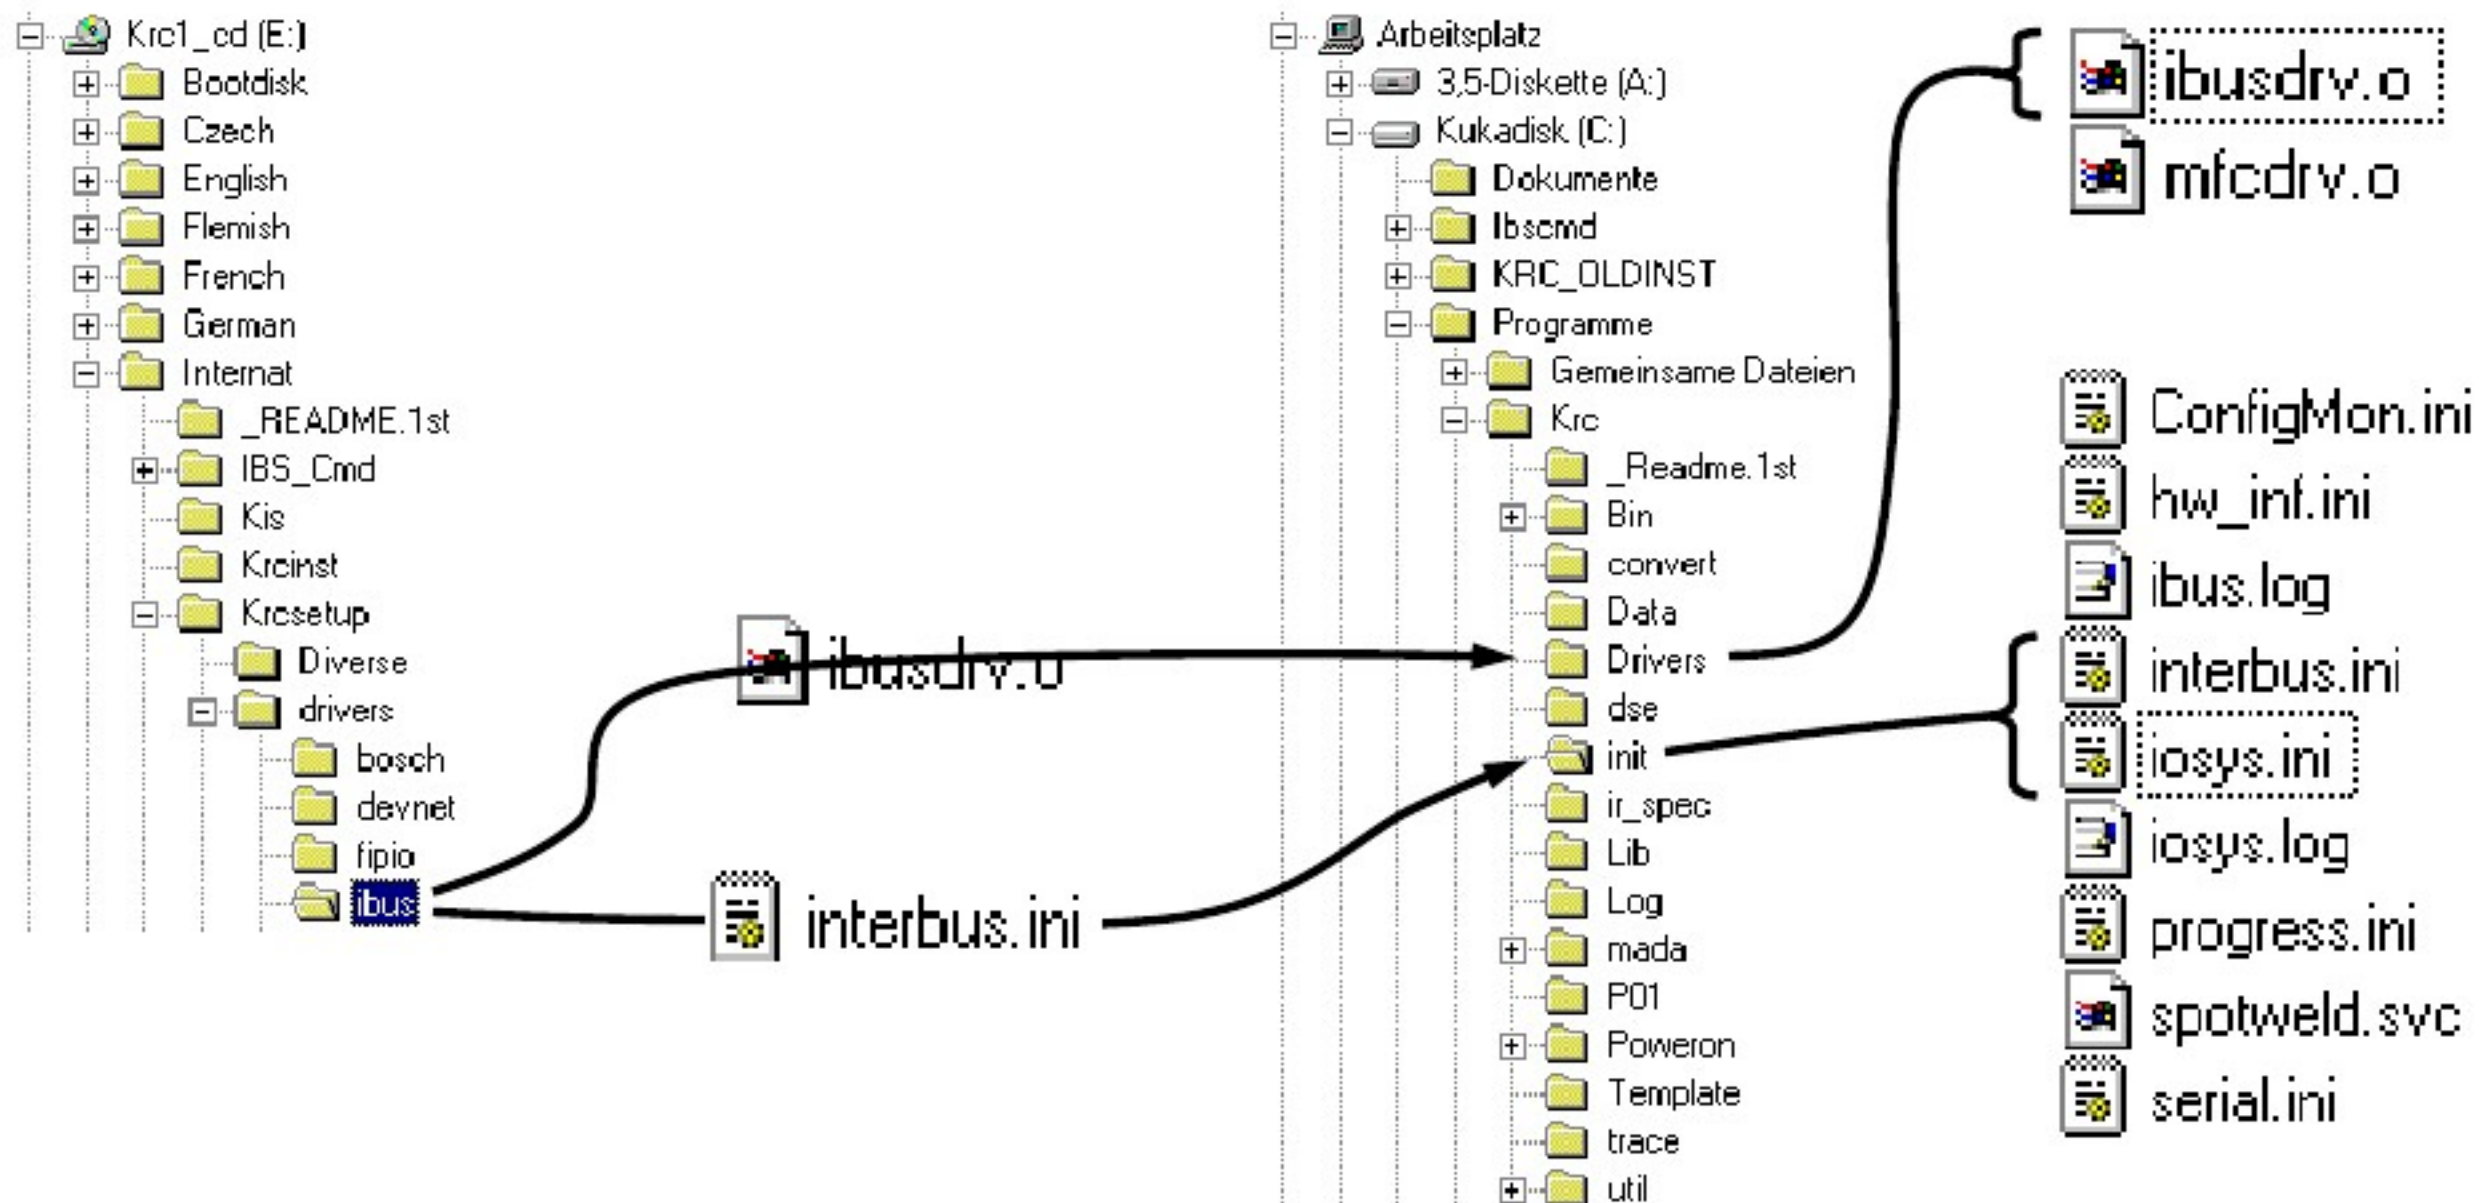 Krc1_cd (E:)
Bootdisk
Czech
English
Flemish
French
German
Internat
_README.1st
IBS_Cmd
Kis
Krcinst
Krcsetup
Diverse
drivers
bosch
devnet
fipio
ibus
ibusdrv.o
interbus.ini
Arbeitsplatz
3,5-Diskette (A:)
Kukadisk (C:)
Dokumente
Ibscmd
KRC_OLDINST
Programme
Gemeinsame Dateien
Krc
_Readme.1st
Bin
convert
Data
Drivers
dse
init
ir_spec
Lib
Log
mada
P01
Poweron
Template
trace
util
ibusdrv.o
mfcdrv.o
ConfigMon.ini
hw_inf.ini
ibus.log
interbus.ini
iosys.ini
iosys.log
progress.ini
spotweld.svc
serial.ini